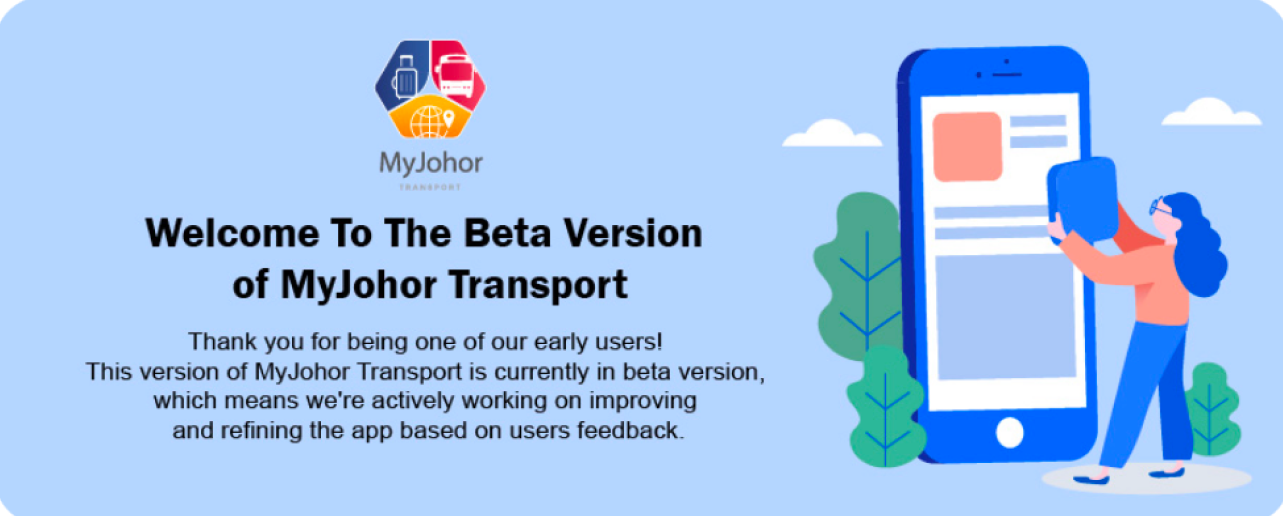 MyJohor
TRANSPORT
Welcome To The Beta Version
of MyJohor Transport
Thank you for being one of our early users!
This version of MyJohor Transport is currently in beta version,
which means we're actively working on improving
and refining the app based on users feedback.